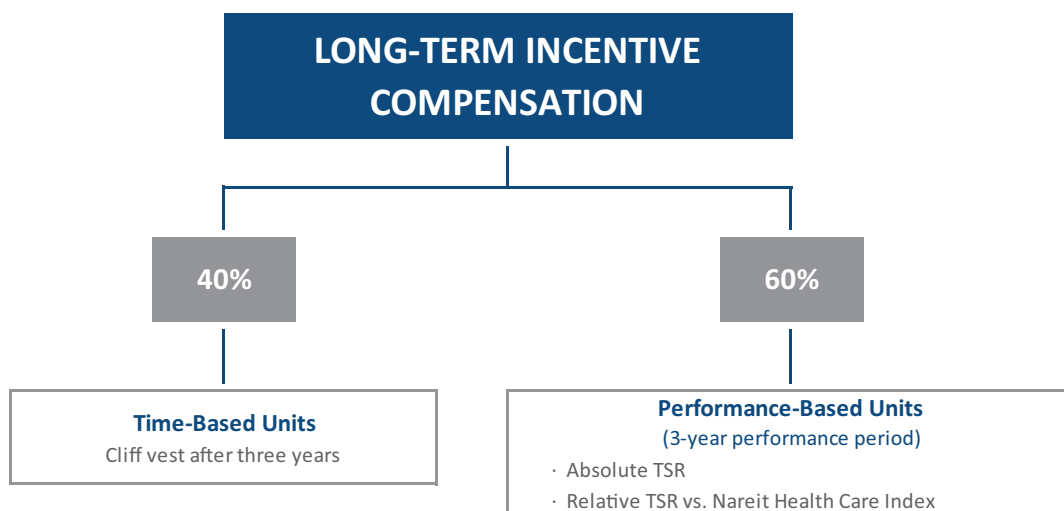 LONG-TERM INCENTIVE
COMPENSATION
40%
60%
Time-Based Units
Cliff vest after three years
Performance-Based Units
(3-year performance period)
· Absolute TSR
· Relative TSR vs. Nareit Health Care Index